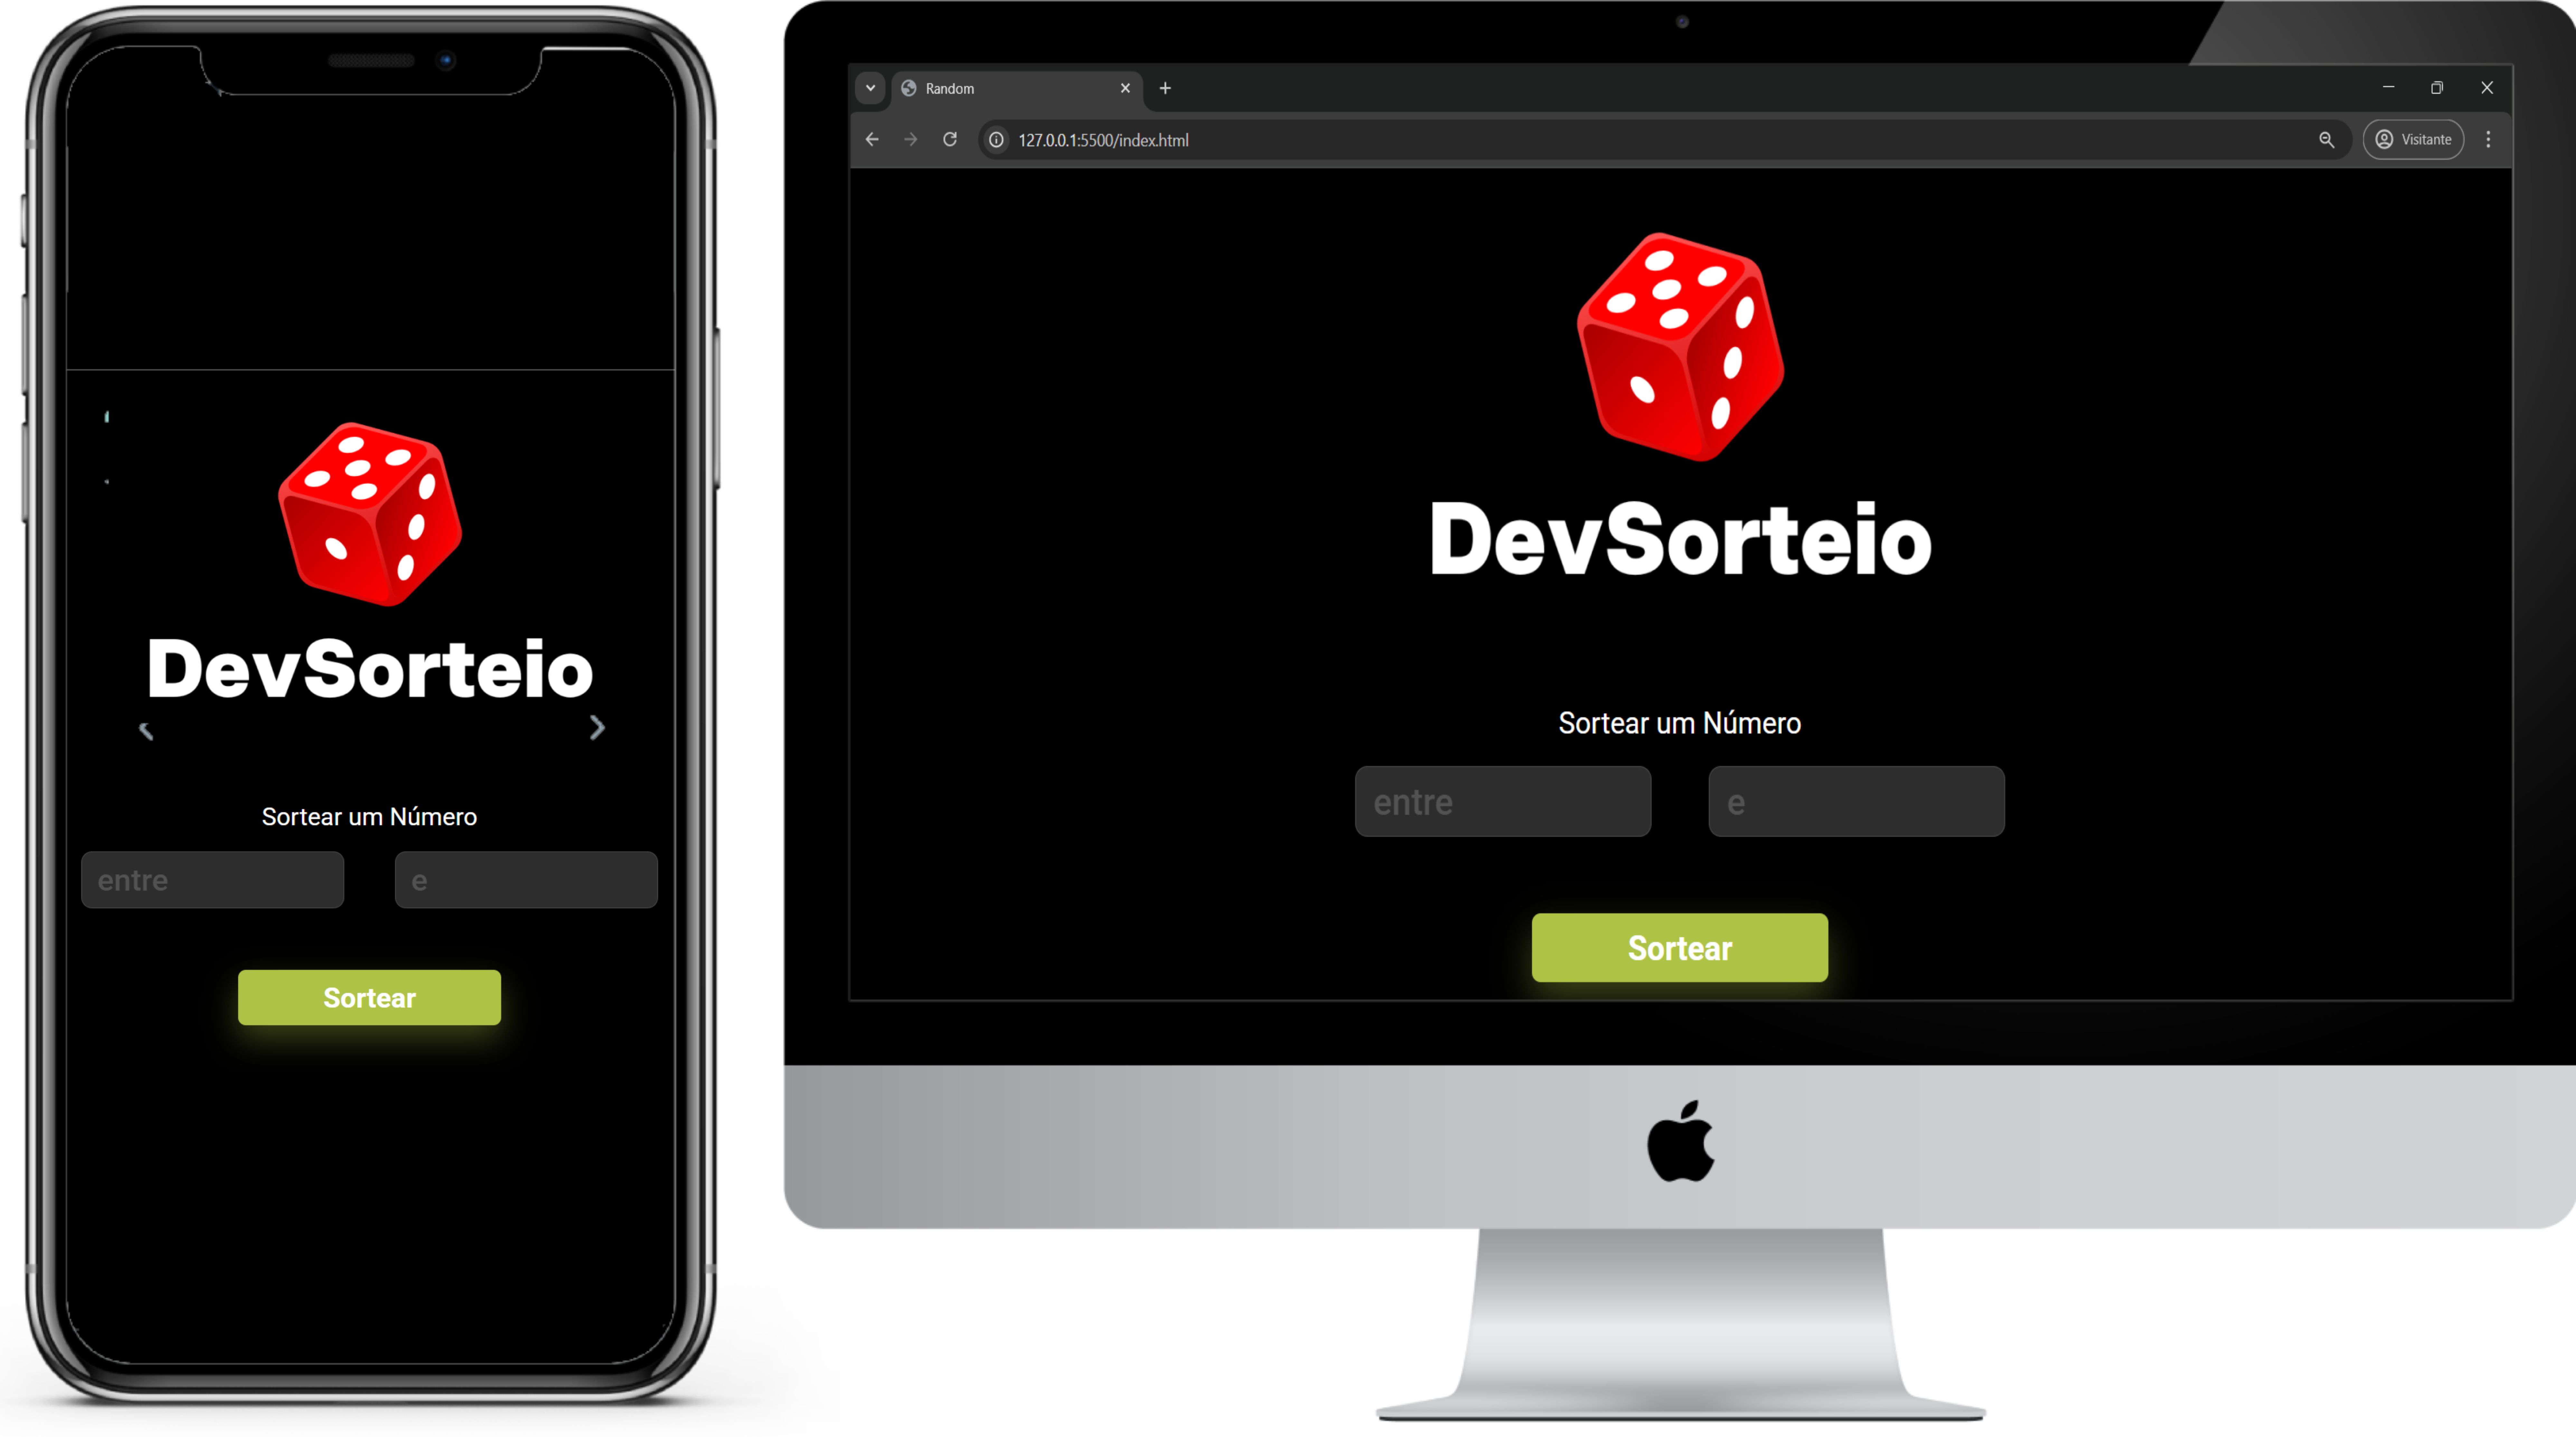 DevSorteio
Sortear um Número
entre
e
Sortear
Random
127.0.0.1:5500/index.html
Visitante
DevSorteio
Sortear um Número
entre
e
Sortear